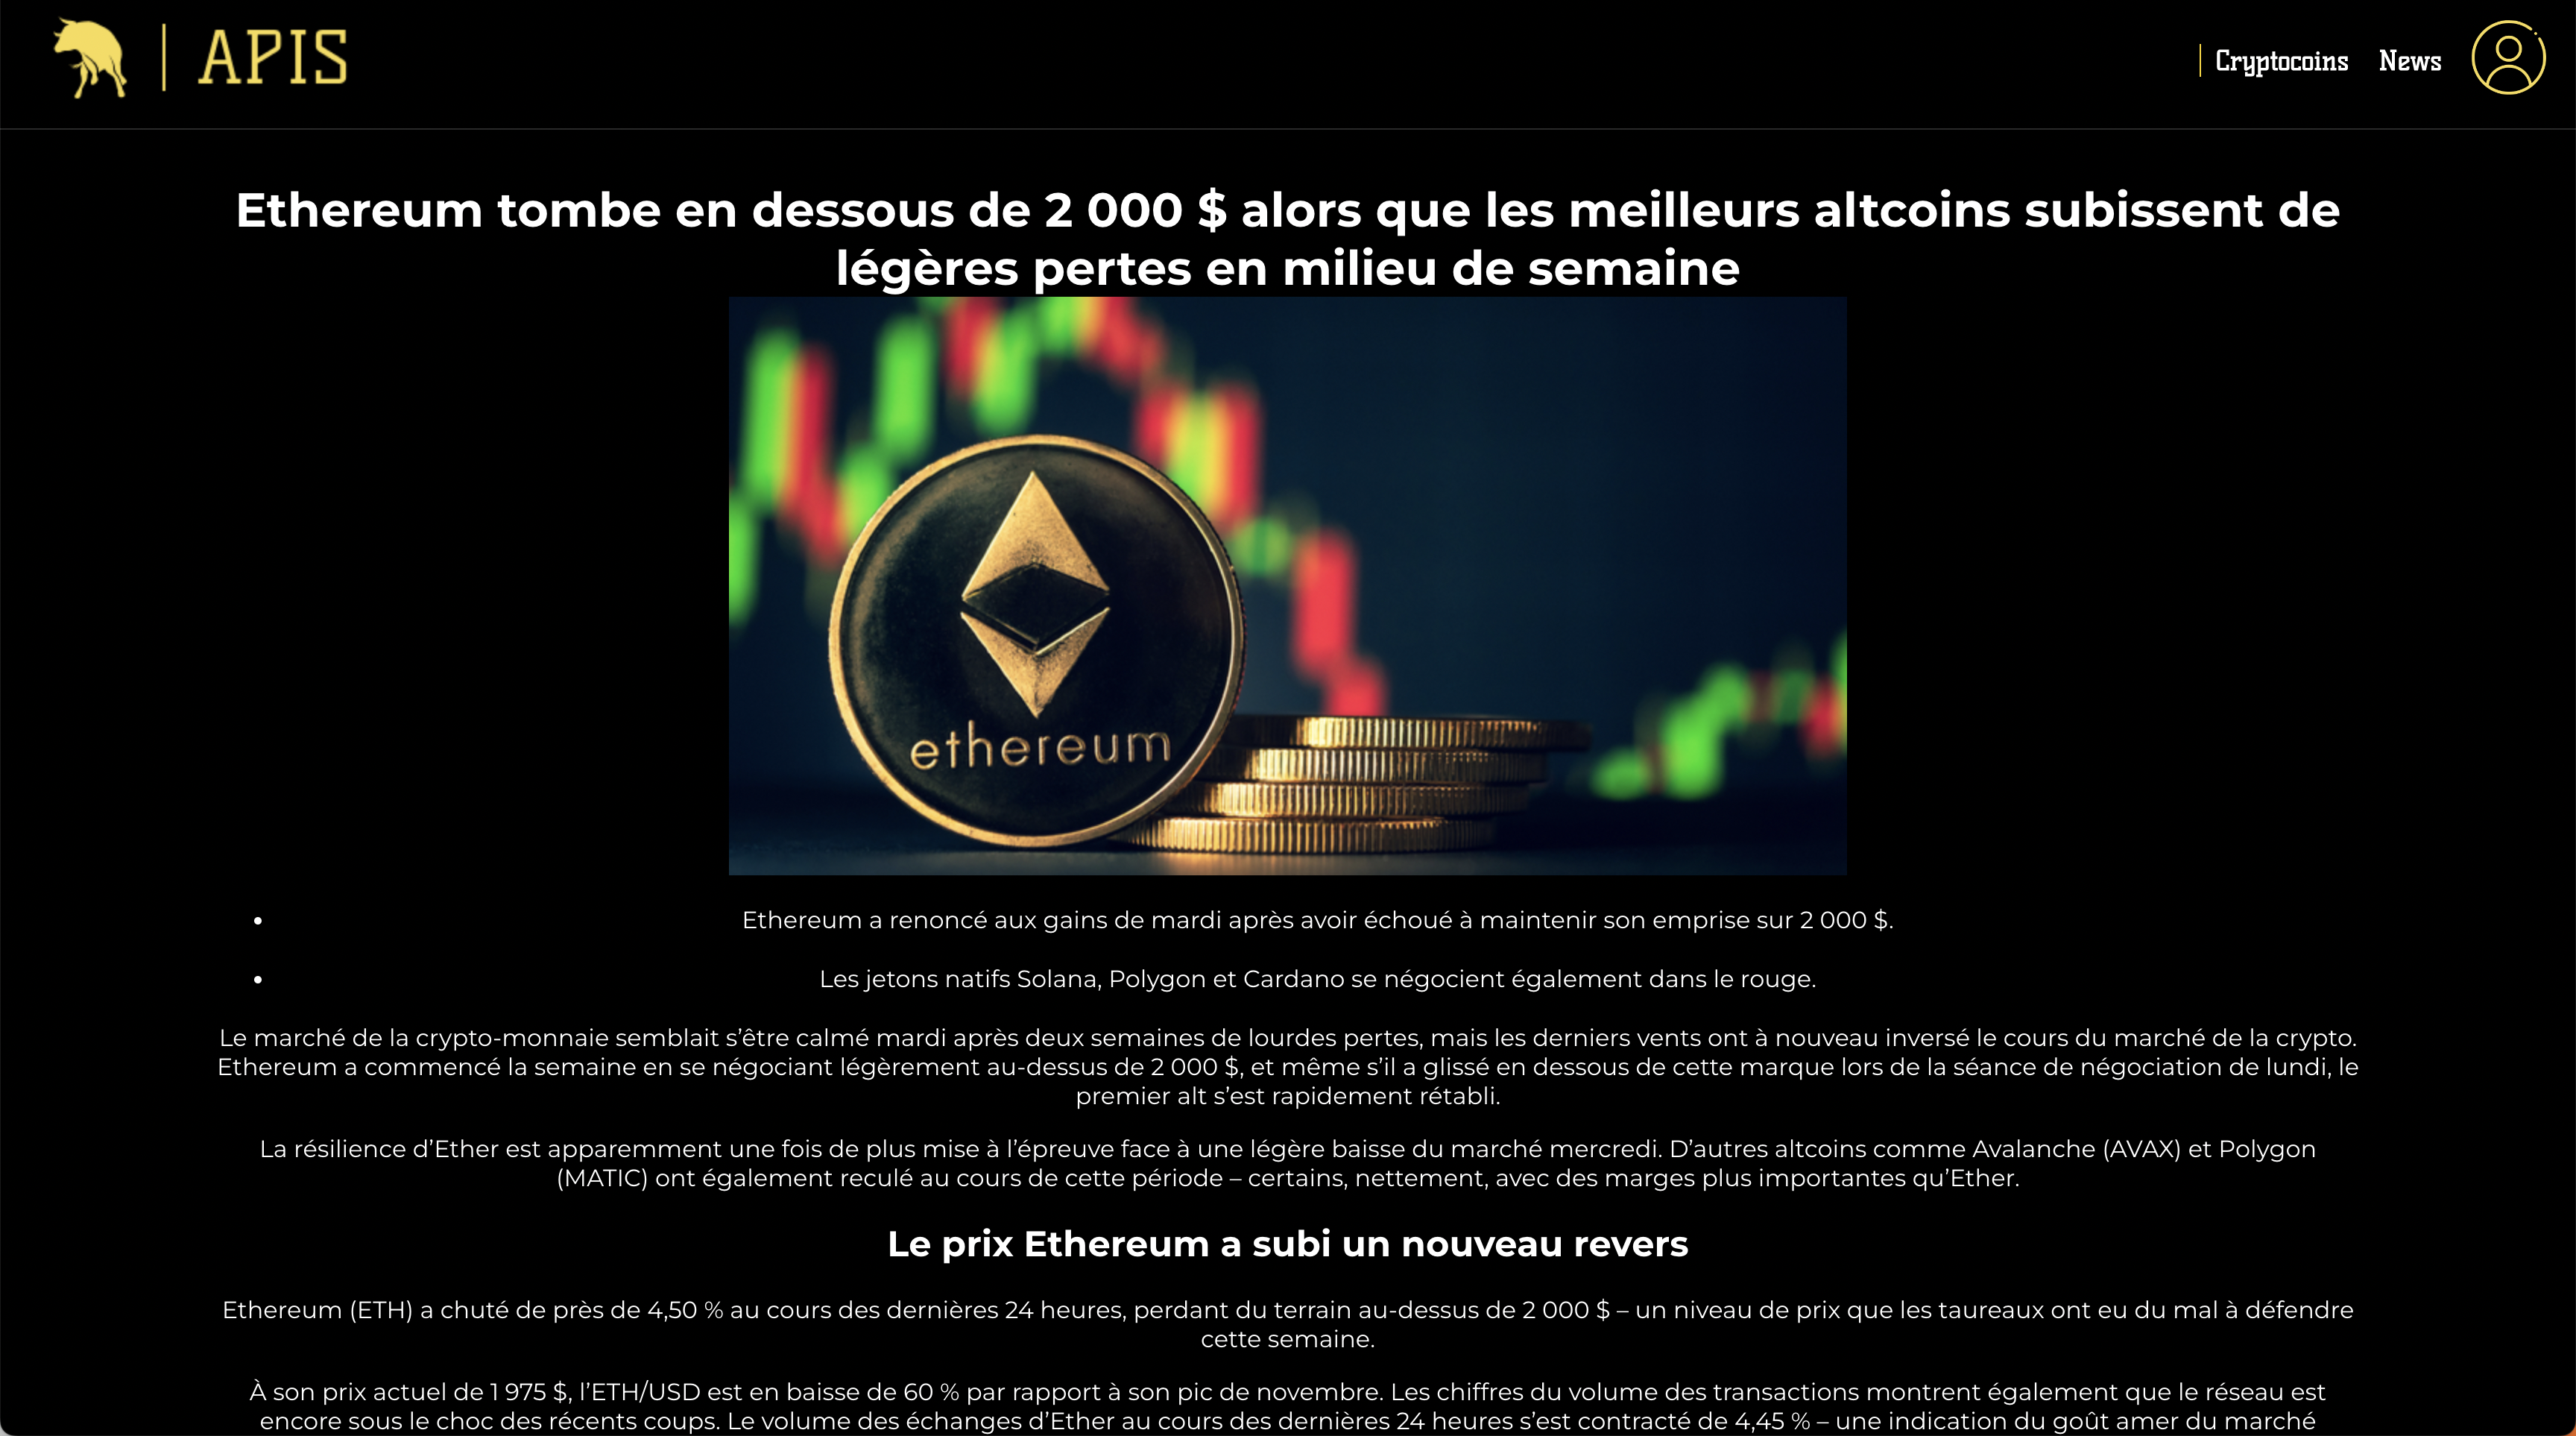 APIS
Cryptocoins News
Ethereum tombe en dessous de 2 000 $ alors que les meilleurs altcoins subissent de
légères pertes en milieu de semaine
ethereum
• Ethereum a renoncé aux gains de mardi après avoir échoué à maintenir son emprise sur 2 000 $.
• Les jetons natifs Solana, Polygon et Cardano se négocient également dans le rouge.
Le marché de la crypto-monnaie semblait s’être calmé mardi après deux semaines de lourdes pertes, mais les derniers vents ont à nouveau inversé le cours du marché de la crypto.
Ethereum a commencé la semaine en se négociant légèrement au-dessus de 2 000 $, et même s’il a glissé en dessous de cette marque lors de la séance de négociation de lundi, le
premier alt s’est rapidement rétabli.
La résilience d’Ether est apparemment une fois de plus mise à l’épreuve face à une légère baisse du marché mercredi. D’autres altcoins comme Avalanche (AVAX) et Polygon
(MATIC) ont également reculé au cours de cette période – certains, nettement, avec des marges plus importantes qu’Ether.
Le prix Ethereum a subi un nouveau revers
Ethereum (ETH) a chuté de près de 4,50 % au cours des dernières 24 heures, perdant du terrain au-dessus de 2 000 $ – un niveau de prix que les taureaux ont eu du mal à défendre
cette semaine.
À son prix actuel de 1 975 $, l’ETH/USD est en baisse de 60 % par rapport à son pic de novembre. Les chiffres du volume des transactions montrent également que le réseau est
encore sous le choc des récents coups. Le volume des échanges d’Ether au cours des dernières 24 heures s’est contracté de 4,45 % – une indication du goût amer du marché